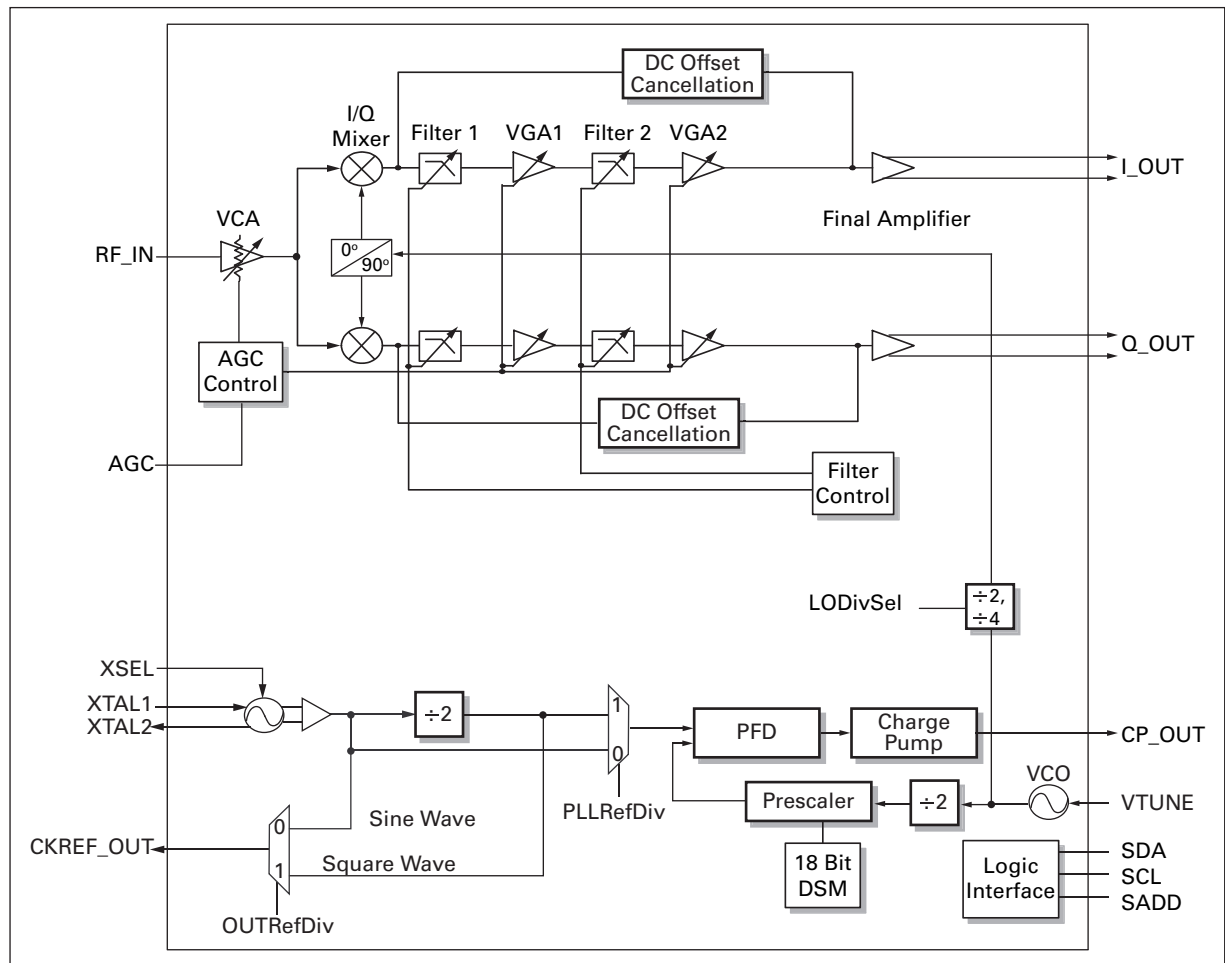 DC Offset
Cancellation
I/Q
Mixer
Filter 1
VGA1
Filter 2
VGA2
I_OUT
VCA
Final Amplifier
RF_IN
0o
90o
AGC
Control
Q_OUT
DC Offset
Cancellation
AGC
Filter
Control
LODivSel
÷2,
÷4
XSEL
XTAL1
XTAL2
÷2
1
0
PFD
Charge
Pump
CP_OUT
VCO
PLLRefDiv
Prescaler
÷2
VTUNE
0
Sine Wave
CKREF_OUT
1
Square Wave
18 Bit
DSM
Logic
Interface
SDA
SCL
SADD
OUTRefDiv